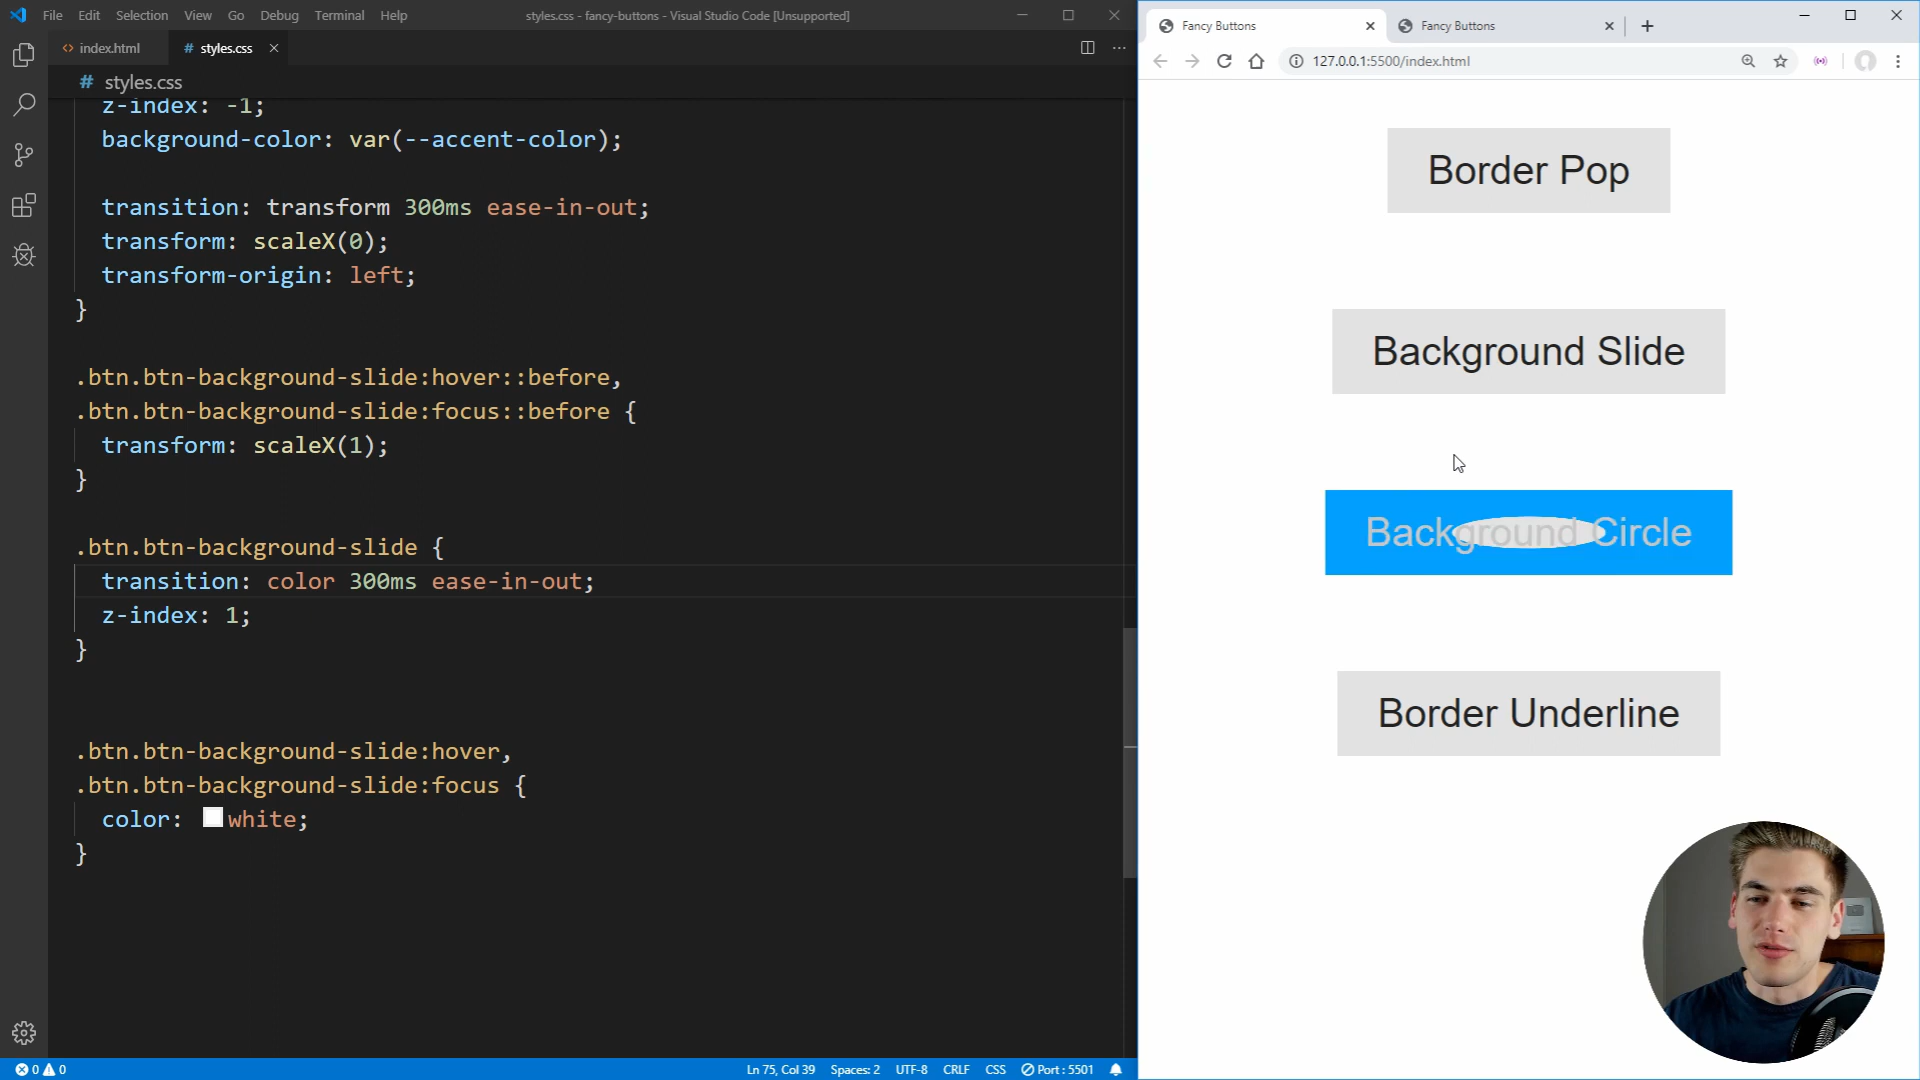 File Edit Selection View Go Debug Terminal Help
styles.css - fancy-buttons - Visual Studio Code [Unsupported]
index.html
# styles.css
# styles.css
z-index: -1;
background-color: var(--accent-color);
transition: transform 300ms ease-in-out;
transform: scaleX(0);
transform-origin: left;
}
.btn.btn-background-slide:hover::before,
.btn.btn-background-slide:focus::before {
transform: scaleX(1);
}
.btn.btn-background-slide {
transition: color 300ms ease-in-out;
z-index: 1;
}
.btn.btn-background-slide:hover,
.btn.btn-background-slide:focus {
color: white;
}
0 0
Ln 75, Col 39 Spaces: 2 UTF-8 CRLF CSS Port : 5501
Fancy Buttons
Fancy Buttons
127.0.0.1:5500/index.html
Border Pop
Background Slide
Background Circle
Border Underline